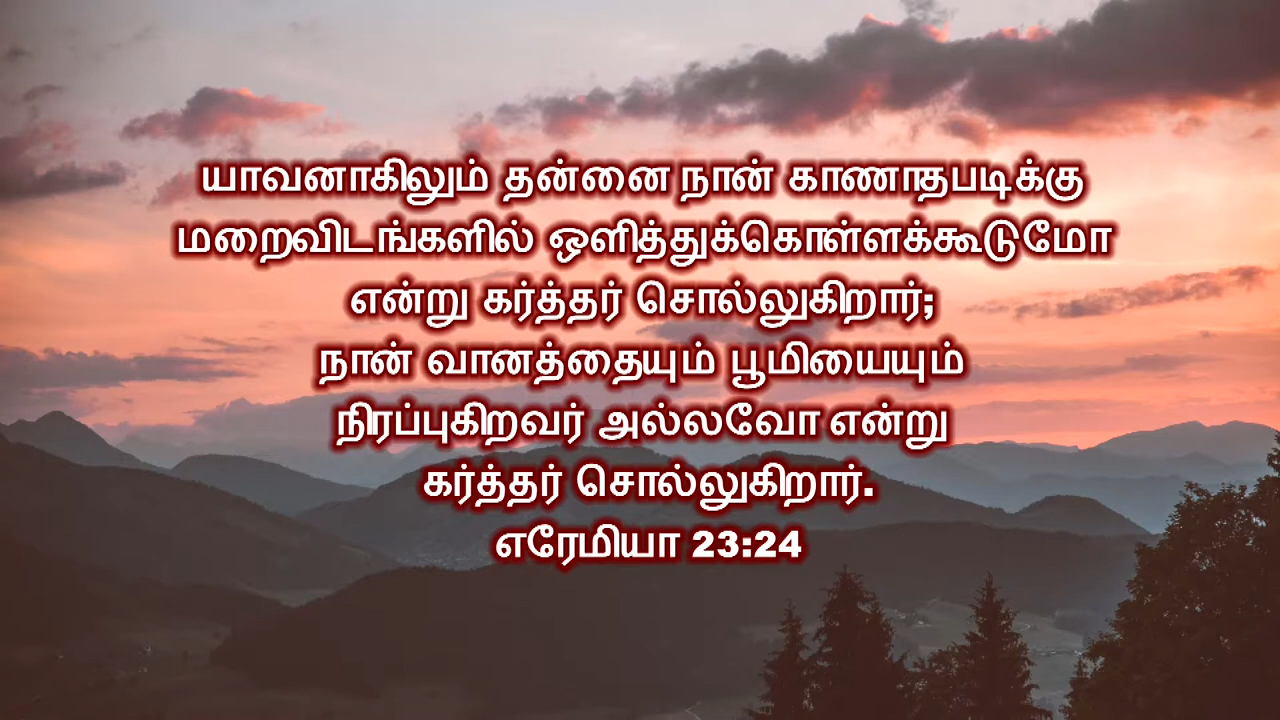 யாவனாகிலும் தன்னை நான் காணாதபடிக்கு
மறைவிடங்களில் ஒளித்துக்கொள்ளக்கூடுமோ
என்று கர்த்தர் சொல்லுகிறார்;
நான் வானத்தையும் பூமியையும்
நிரப்புகிறவர் அல்லவோ என்று
கர்த்தர் சொல்லுகிறார்.
எரேமியா 23:24